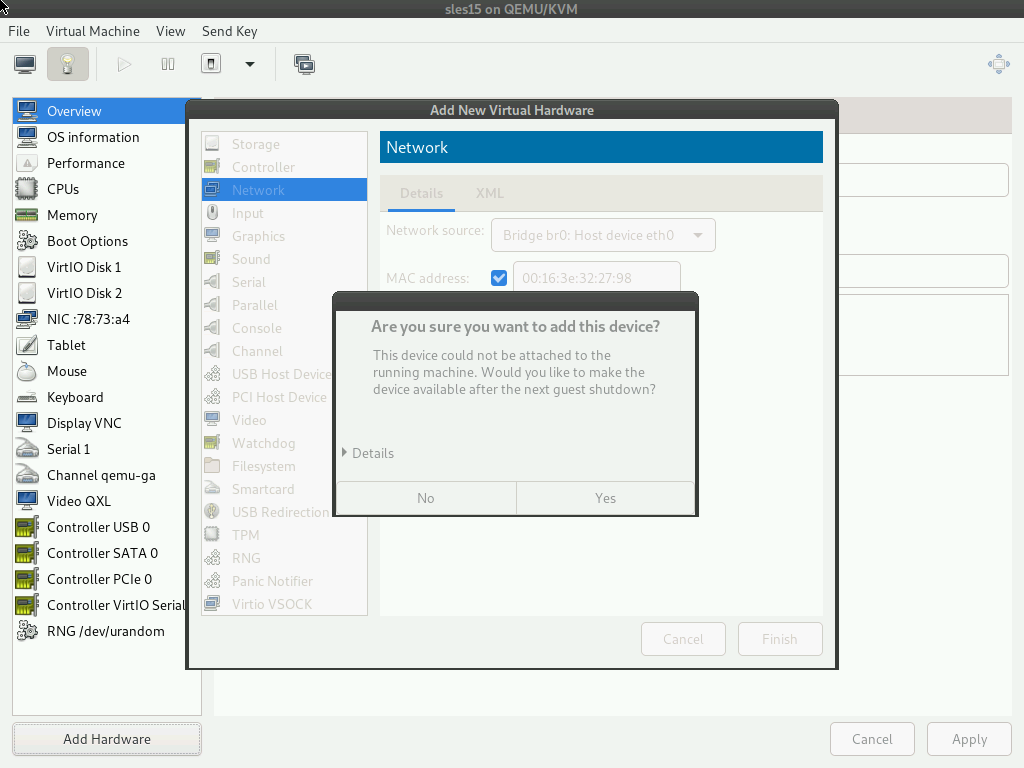 sles15 on QEMU/KVM
File Virtual Machine View Send Key
Overview
OS information
Performance
CPUs
Memory
Boot Options
VirtIO Disk 1
VirtIO Disk 2
NIC :78:73:a4
Tablet
Mouse
Keyboard
Display VNC
Serial 1
Channel qemu-ga
Video QXL
Controller USB 0
Controller SATA 0
Controller PCIe 0
Controller VirtIO Serial
RNG /dev/urandom
Add Hardware
Add New Virtual Hardware
Storage
Controller
Network
Input
Graphics
Sound
Serial
Parallel
Console
Channel
USB Host Device
PCI Host Device
Video
Watchdog
Filesystem
Smartcard
USB Redirection
TPM
RNG
Panic Notifier
Virtio VSOCK
Network
Details XML
Network source: Bridge br0: Host device eth0
MAC address: 00:16:3e:32:27:98
Are you sure you want to add this device?
This device could not be attached to the
running machine. Would you like to make the
device available after the next guest shutdown?
Details
No Yes
Cancel Finish
Cancel Apply